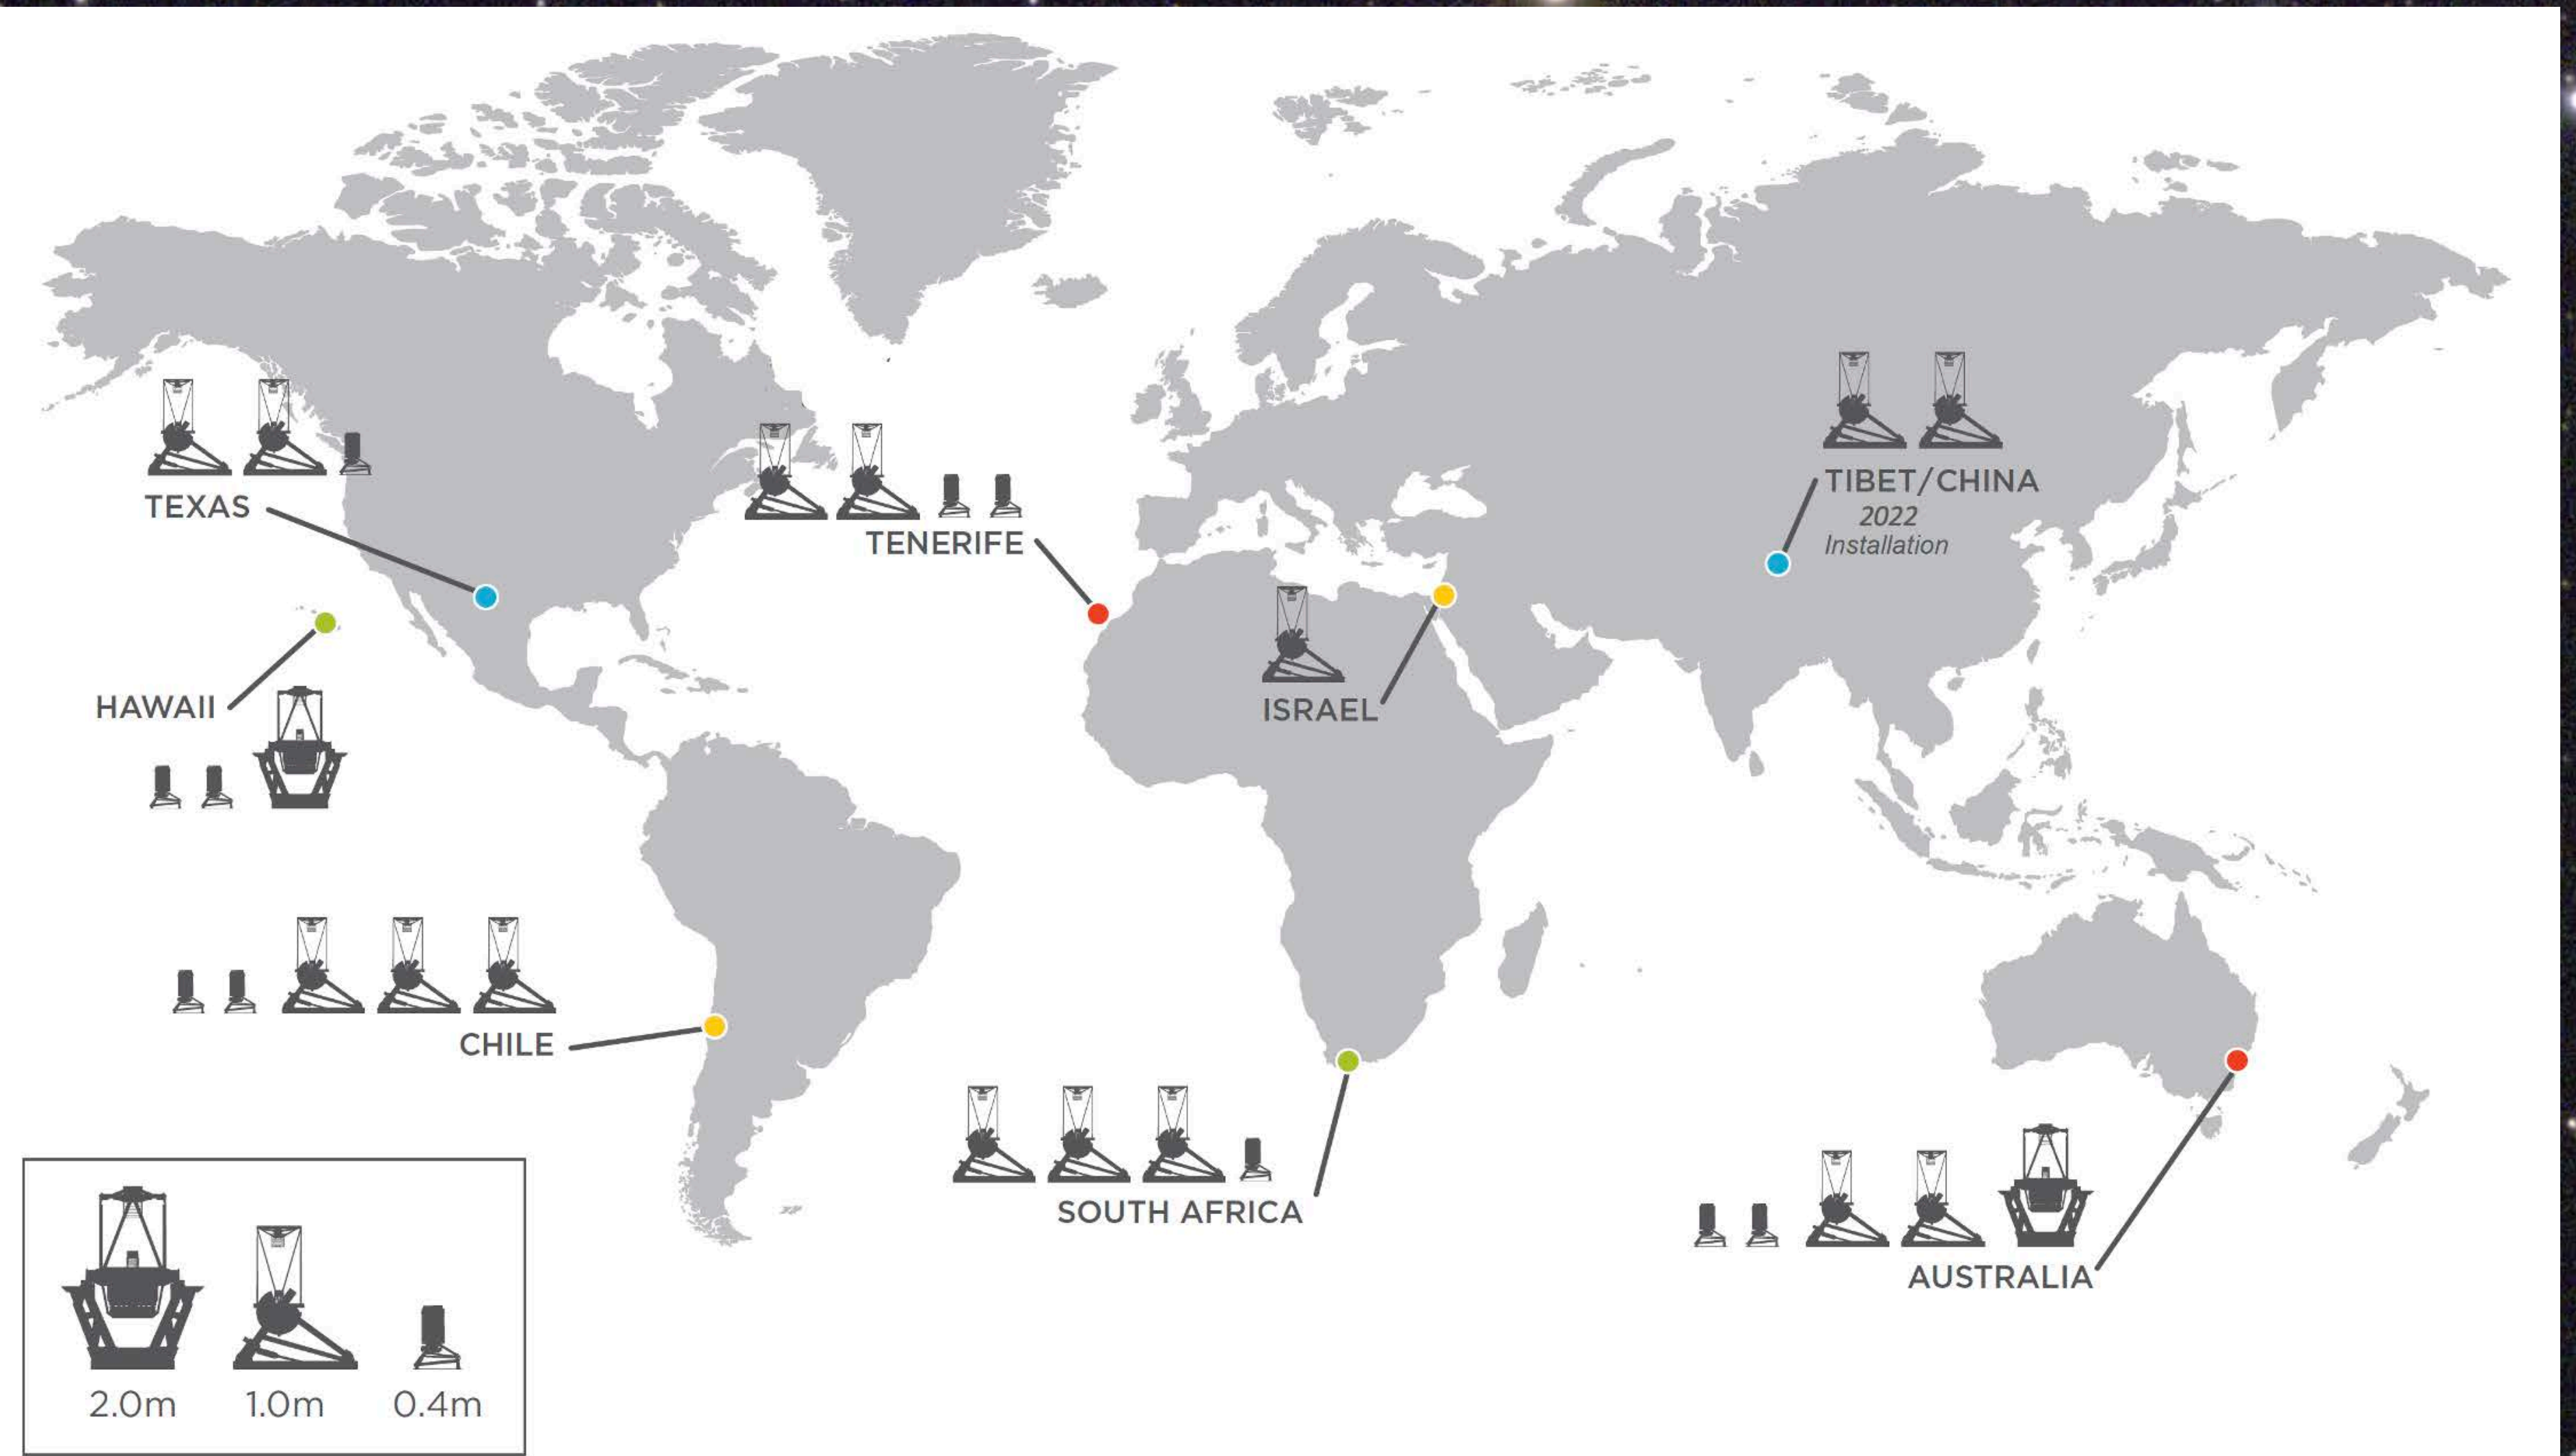 TEXAS
TENERIFE
TIBET/CHINA
2022
Installation
HAWAII
ISRAEL
CHILE
SOUTH AFRICA
AUSTRALIA
2.0m 1.0m 0.4m